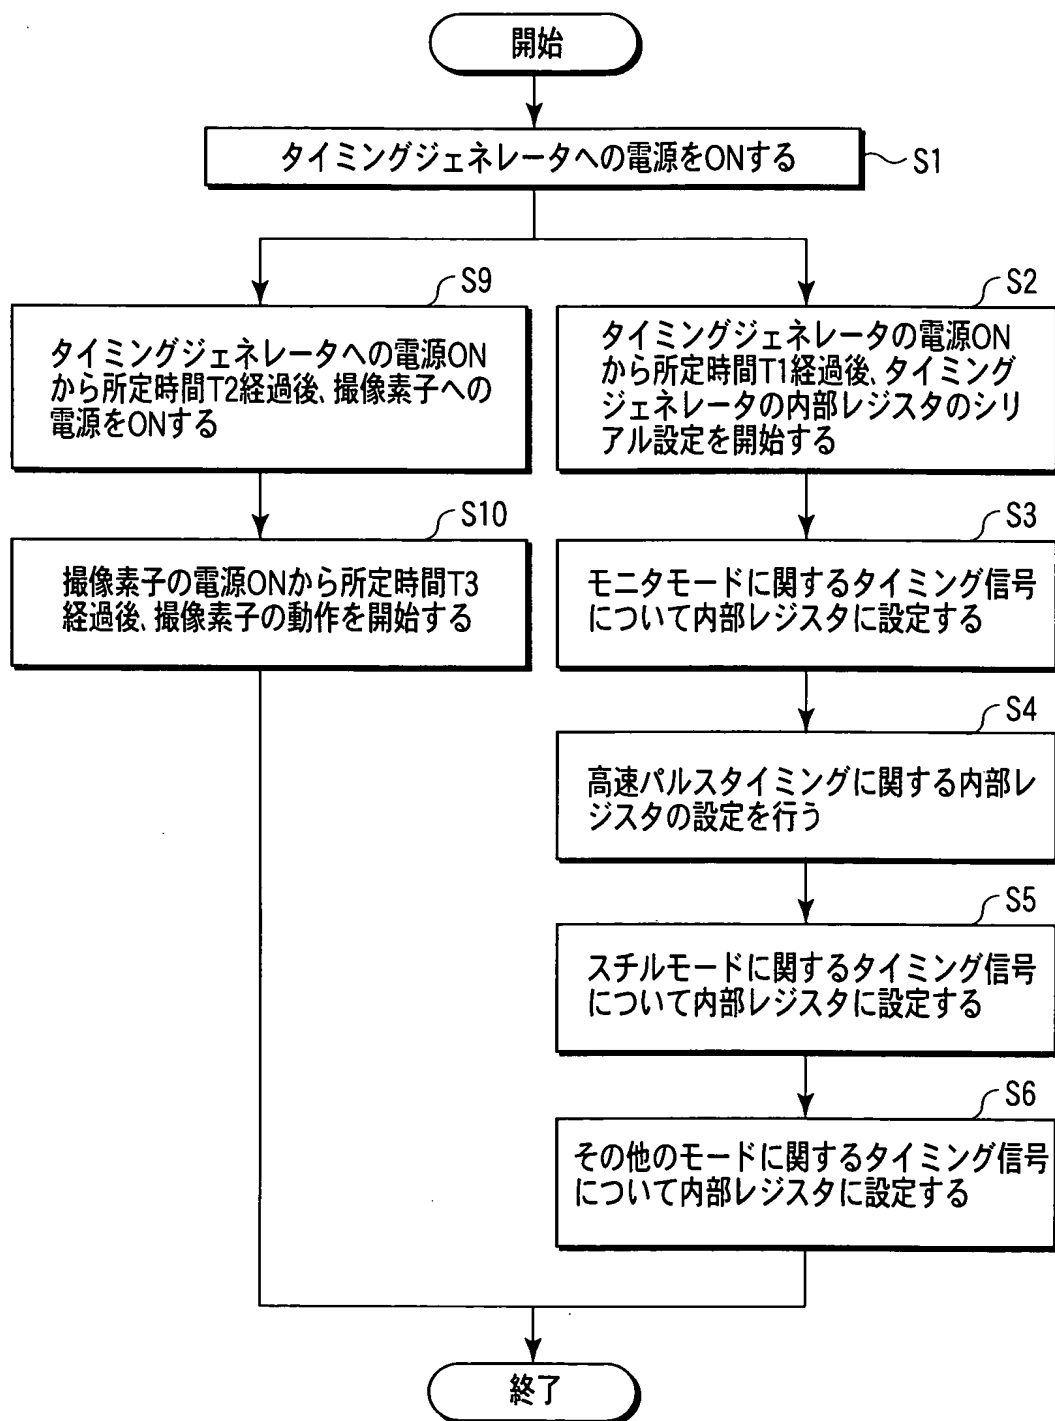 開始
タイミングジェネレータへの電源をONする
S1
S9
タイミングジェネレータへの電源ON
から所定時間T2経過後、撮像素子への
電源をONする
S10
撮像素子の電源ONから所定時間T3
経過後、撮像素子の動作を開始する
S2
タイミングジェネレータの電源ON
から所定時間T1経過後、タイミング
ジェネレータの内部レジスタのシリ
アル設定を開始する
S3
モニタモードに関するタイミング信号
について内部レジスタに設定する
S4
高速パルスタイミングに関する内部レ
ジスタの設定を行う
S5
スチルモードに関するタイミング信号
について内部レジスタに設定する
S6
その他のモードに関するタイミング信号
について内部レジスタに設定する
終了